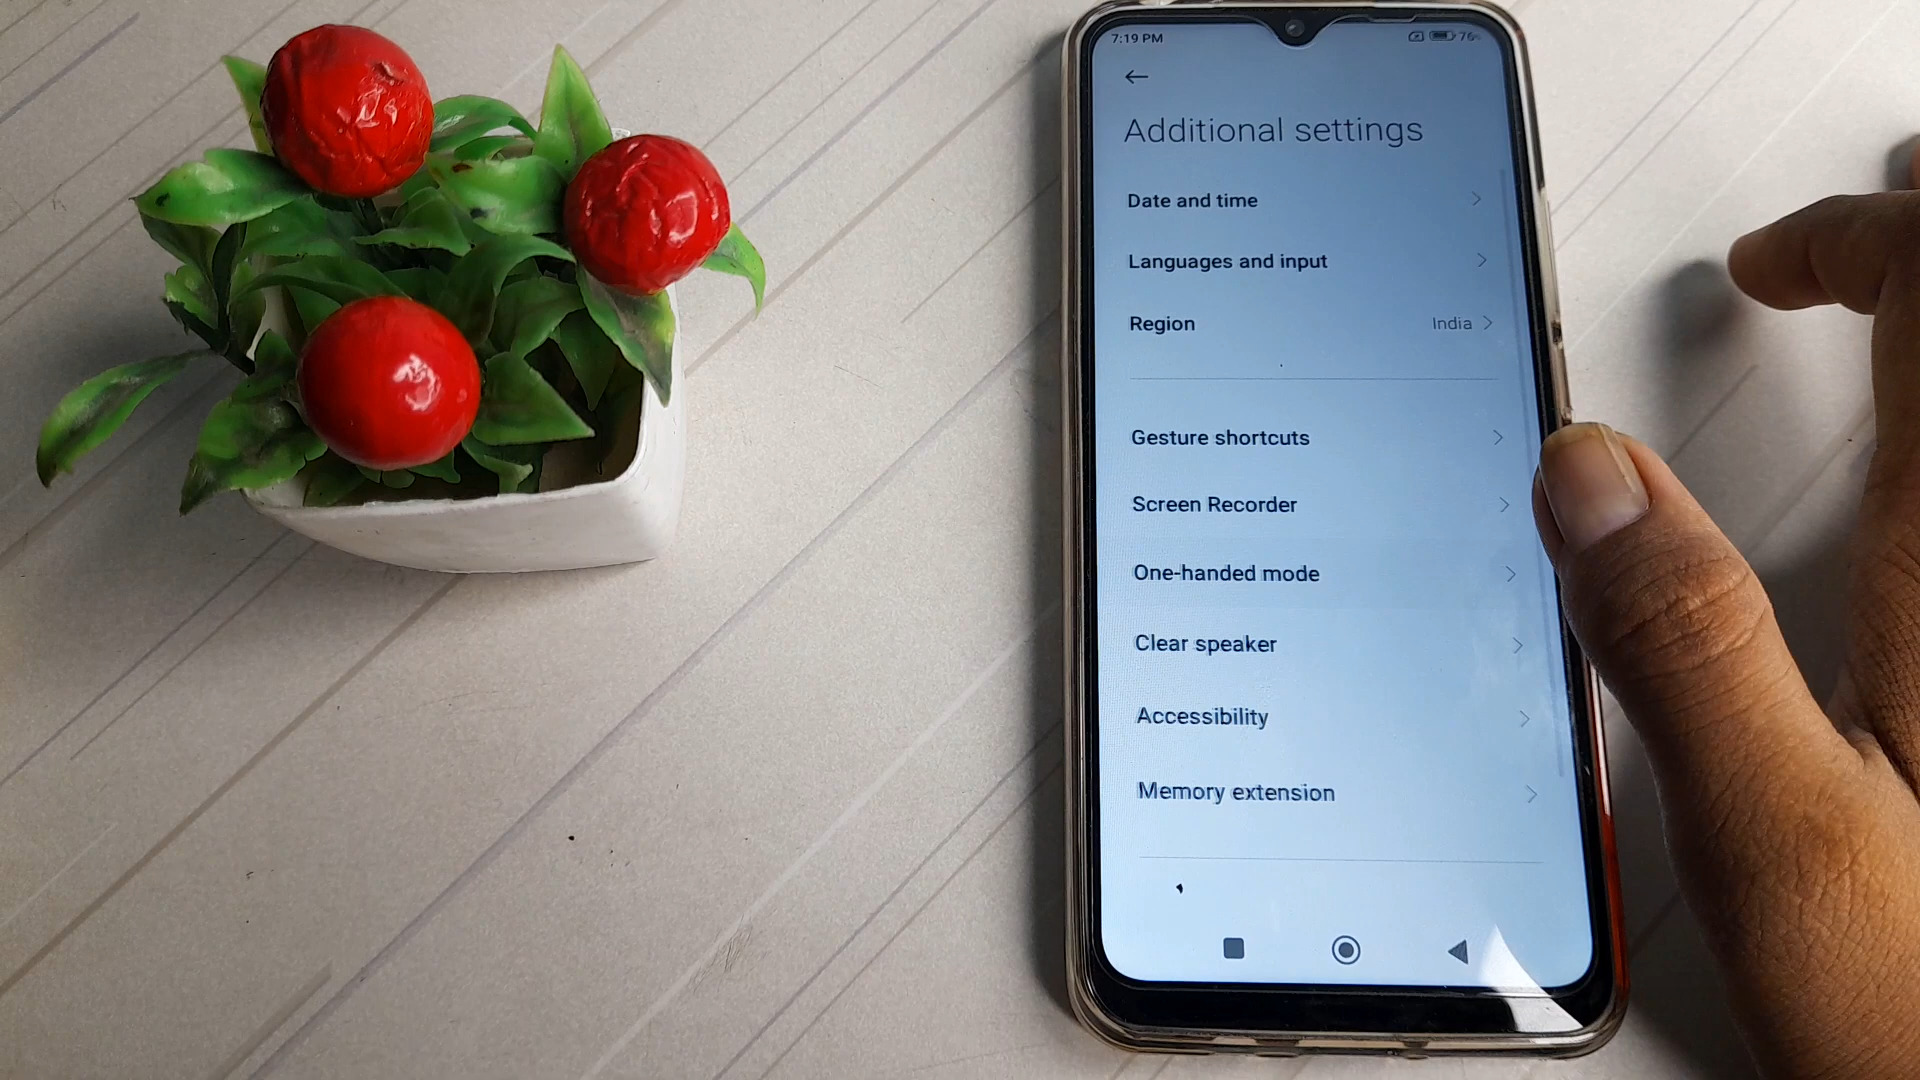 7:19 PM
76
Additional settings
Date and time
Languages and input
Region
India
Gesture shortcuts
Screen Recorder
One-handed mode
Clear speaker
Accessibility
Memory extension